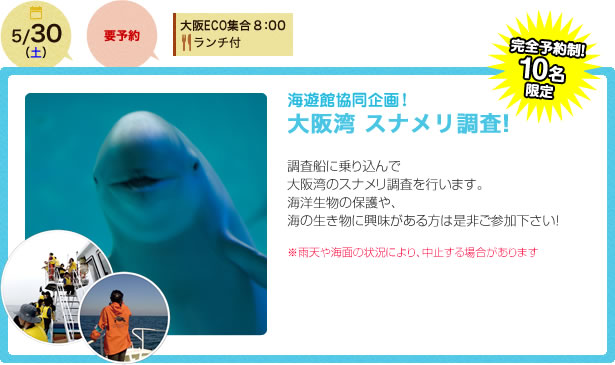 5/30
(土)
要予約
大阪ECO集合 8:00
ランチ付
完全予約制!
10名
限定
海遊館協同企画!
大阪湾 スナメリ調査!
調査船に乗り込んで
大阪湾のスナメリ調査を行います。
海洋生物の保護や、
海の生き物に興味がある方は是非ご参加下さい!
※雨天や海面の状況により、中止する場合があります